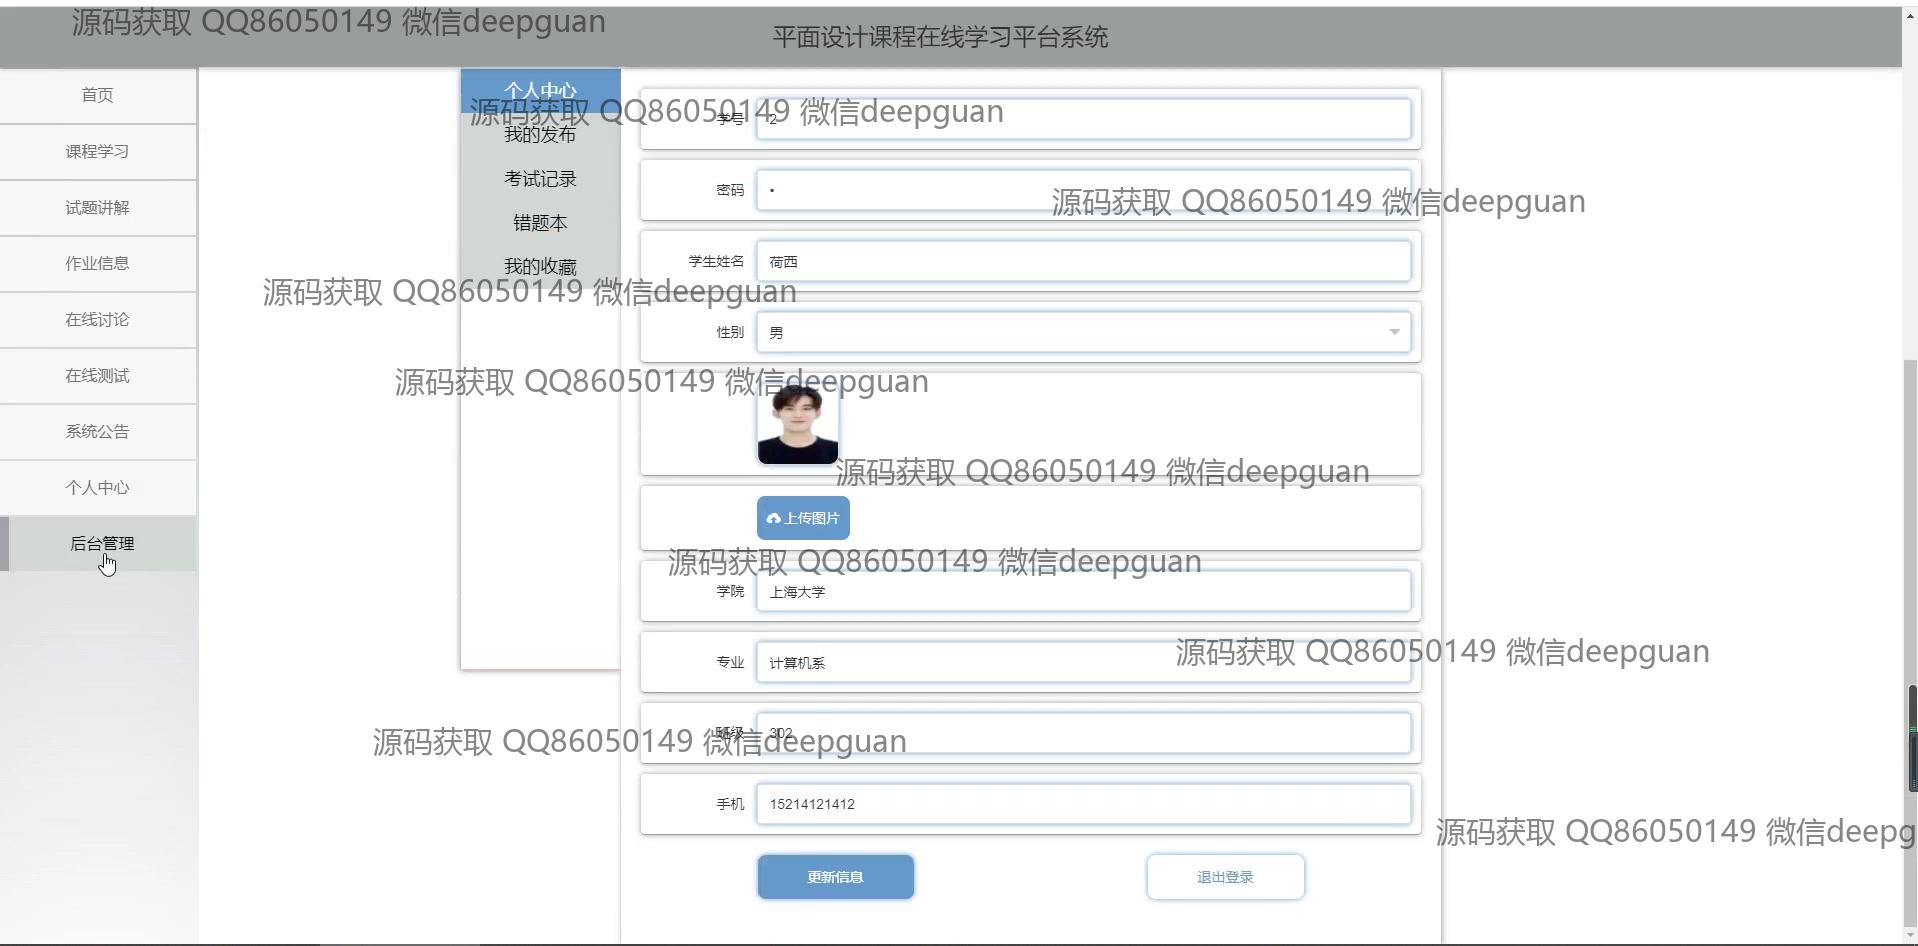 源码获取 QQ86050149 微信deepguan
平面设计课程在线学习平台系统
首页
课程学习
试题讲解
作业信息
在线讨论
在线测试
系统公告
个人中心
后台管理
个人中心
我的发布
考试记录
错题本
我的收藏
源码获取 QQ86050149 微信deepguan
学号 2
密码 •
源码获取 QQ86050149 微信deepguan
学生姓名 荷西
源码获取 QQ86050149 微信deepguan
性别 男
源码获取 QQ86050149 微信deepguan
源码获取 QQ86050149 微信deepguan
上传图片
源码获取 QQ86050149 微信deepguan
学院 上海大学
源码获取 QQ86050149 微信deepguan
专业 计算机系
班级 302
源码获取 QQ86050149 微信deepguan
手机 15214121412
源码获取 QQ86050149 微信deepg
更新信息
退出登录